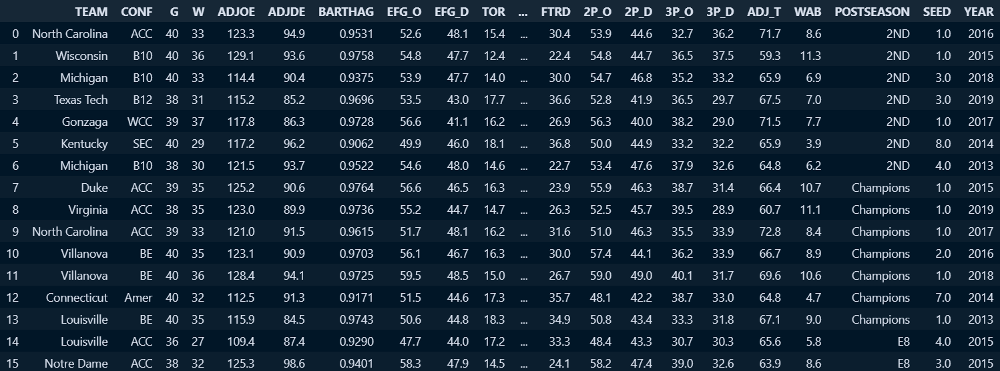 TEAM CONF G W ADJOE ADJDE BARTHAG EFG_O EFG_D TOR ... FTRD 2P_O 2P_D 3P_O 3P_D ADJ_T WAB POSTSEASON SEED YEAR
0 North Carolina ACC 40 33 123.3 94.9 0.9531 52.6 48.1 15.4 ... 30.4 53.9 44.6 32.7 36.2 71.7 8.6 2ND 1.0 2016
1 Wisconsin B10 40 36 129.1 93.6 0.9758 54.8 47.7 12.4 ... 22.4 54.8 44.7 36.5 37.5 59.3 11.3 2ND 1.0 2015
2 Michigan B10 40 33 114.4 90.4 0.9375 53.9 47.7 14.0 ... 30.0 54.7 46.8 35.2 33.2 65.9 6.9 2ND 3.0 2018
3 Texas Tech B12 38 31 115.2 85.2 0.9696 53.5 43.0 17.7 ... 36.6 52.8 41.9 36.5 29.7 67.5 7.0 2ND 3.0 2019
4 Gonzaga WCC 39 37 117.8 86.3 0.9728 56.6 41.1 16.2 ... 26.9 56.3 40.0 38.2 29.0 71.5 7.7 2ND 1.0 2017
5 Kentucky SEC 40 29 117.2 96.2 0.9062 49.9 46.0 18.1 ... 36.8 50.0 44.9 33.2 32.2 65.9 3.9 2ND 8.0 2014
6 Michigan B10 38 30 121.5 93.7 0.9522 54.6 48.0 14.6 ... 22.7 53.4 47.6 37.9 32.6 64.8 6.2 2ND 4.0 2013
7 Duke ACC 39 35 125.2 90.6 0.9764 56.6 46.5 16.3 ... 23.9 55.9 46.3 38.7 31.4 66.4 10.7 Champions 1.0 2015
8 Virginia ACC 38 35 123.0 89.9 0.9736 55.2 44.7 14.7 ... 26.3 52.5 45.7 39.5 28.9 60.7 11.1 Champions 1.0 2019
9 North Carolina ACC 39 33 121.0 91.5 0.9615 51.7 48.1 16.2 ... 31.6 51.0 46.3 35.5 33.9 72.8 8.4 Champions 1.0 2017
10 Villanova BE 40 35 123.1 90.9 0.9703 56.1 46.7 16.3 ... 30.0 57.4 44.1 36.2 33.9 66.7 8.9 Champions 2.0 2016
11 Villanova BE 40 36 128.4 94.1 0.9725 59.5 48.5 15.0 ... 26.7 59.0 49.0 40.1 31.7 69.6 10.6 Champions 1.0 2018
12 Connecticut Amer 40 32 112.5 91.3 0.9171 51.5 44.6 17.3 ... 35.7 48.1 42.2 38.7 33.0 64.8 4.7 Champions 7.0 2014
13 Louisville BE 40 35 115.9 84.5 0.9743 50.6 44.8 18.3 ... 34.9 50.8 43.4 33.3 31.8 67.1 9.0 Champions 1.0 2013
14 Louisville ACC 36 27 109.4 87.4 0.9290 47.7 44.0 17.2 ... 33.3 48.4 43.3 30.7 30.3 65.6 5.8 E8 4.0 2015
15 Notre Dame ACC 38 32 125.3 98.6 0.9401 58.3 47.9 14.5 ... 24.1 58.2 47.4 39.0 32.6 63.9 8.6 E8 3.0 2015